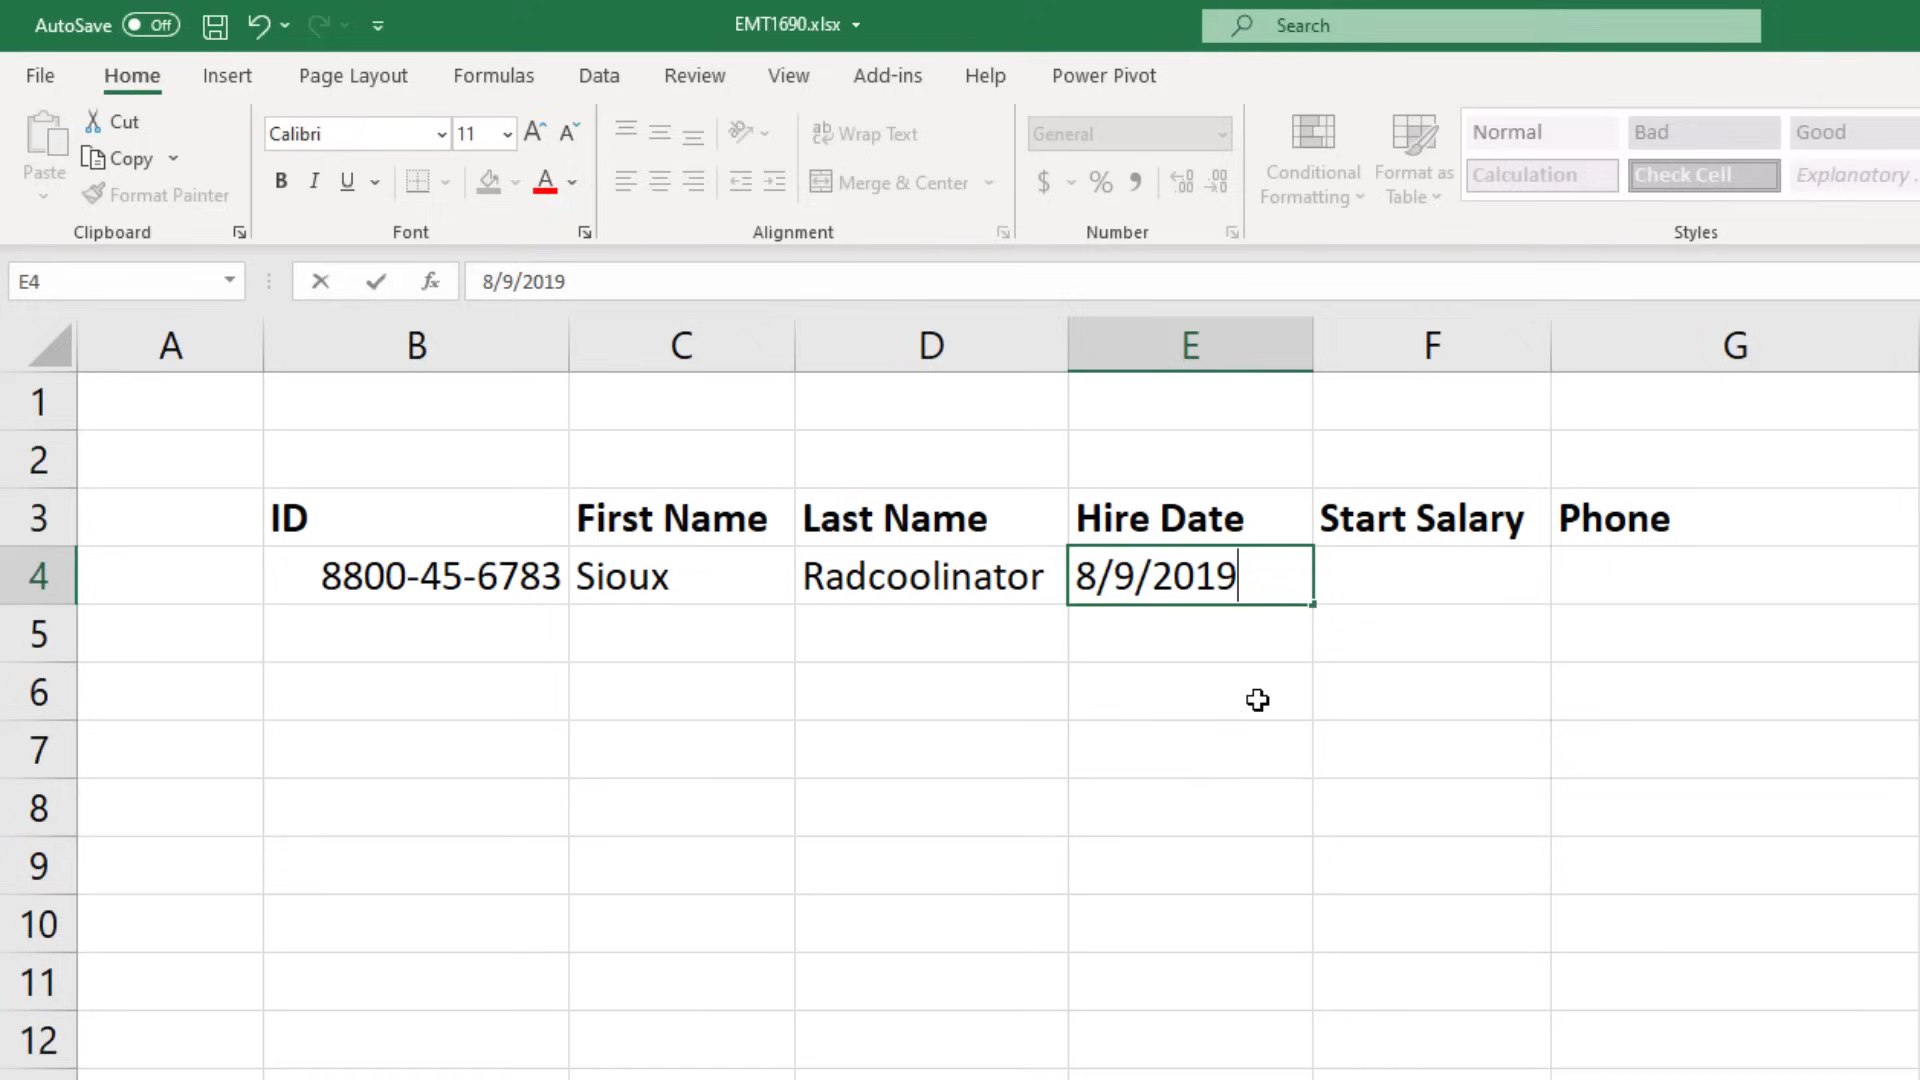 AutoSave Off EMT1690.xlsx Search
File Home Insert Page Layout Formulas Data Review View Add-ins Help Power Pivot
Paste
Cut
Copy
Format Painter
Clipboard
Calibri 11
B I U A
Font
Wrap Text
Merge & Center
Alignment
General
$ % 9
Number
Conditional
Formatting
Format as
Table
Normal Bad Good
Calculation Check Cell Explanatory ...
Styles
E4 fx 8/9/2019
A B C D E F G
1
2
3 ID First Name Last Name Hire Date Start Salary Phone
4 8800-45-6783 Sioux Radcoolinator 8/9/2019
5
6
7
8
9
10
11
12